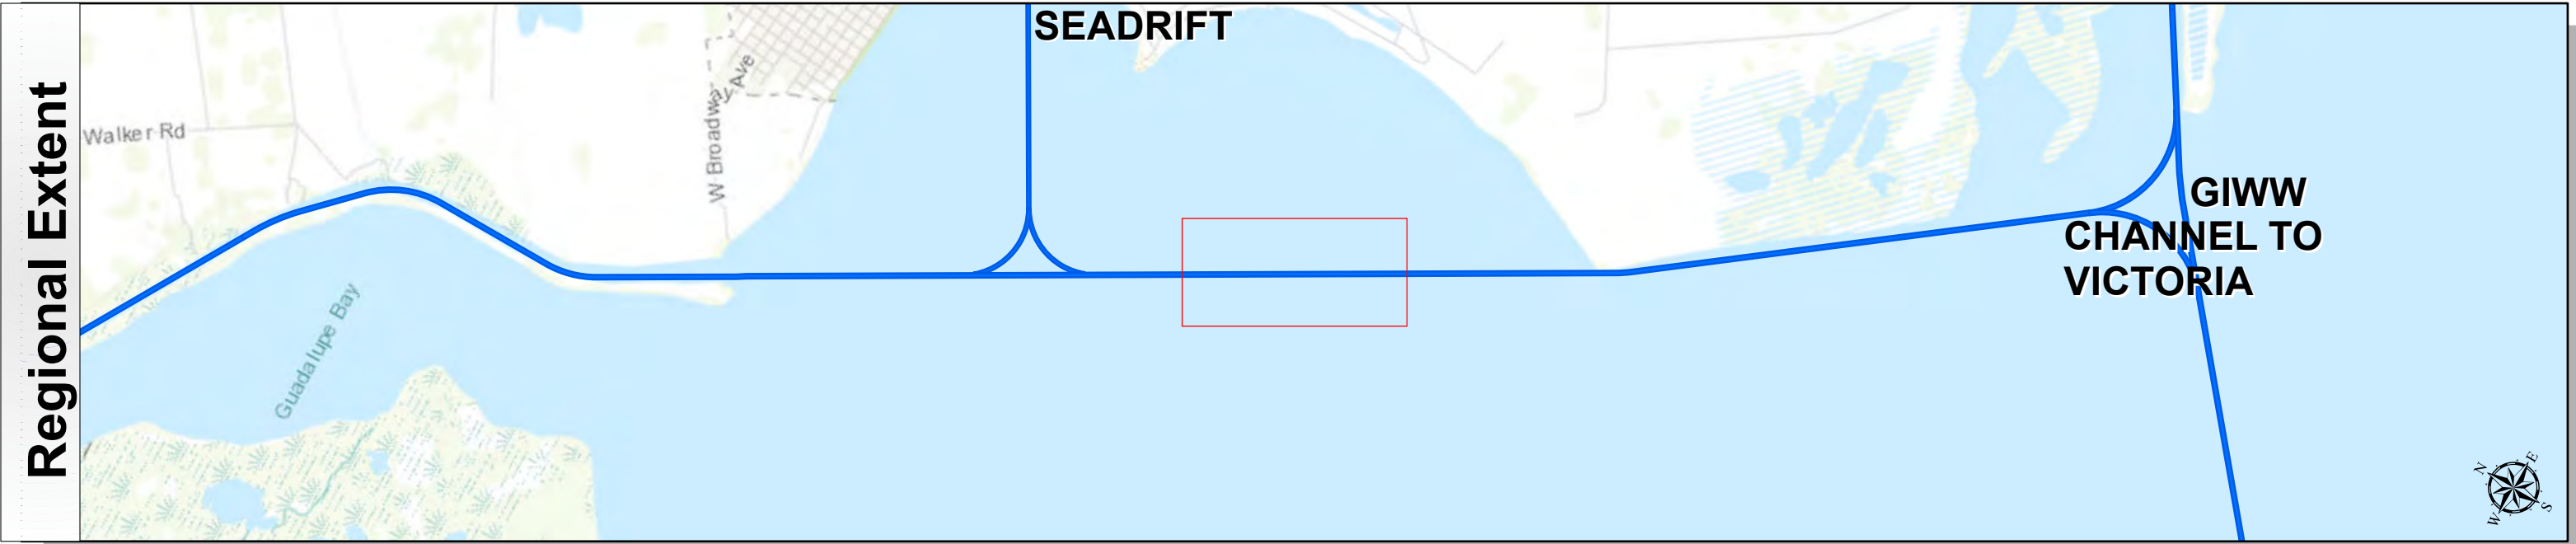 Regional Extent
SEADRIFT
W Broadway Ave
Walker Rd
Guadalupe Bay
GIWW
CHANNEL TO
VICTORIA
N
E
W
S